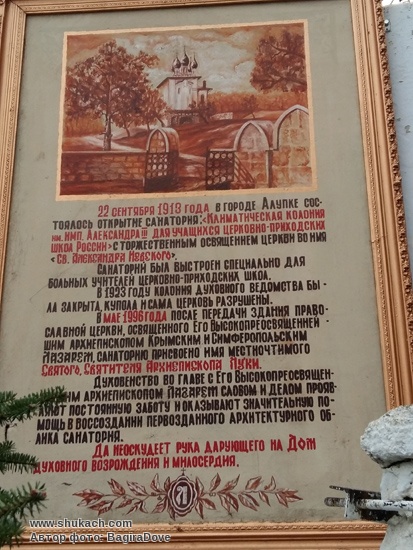 22 сентября 1913 года в городе Алупке сос-
тоялось открытие санатория: «Климатическая колония
им. имп. Александра III для учащихся церковно-приходских
школ России» с торжественным освящением церкви во имя
«Св. Александра Невского».
Санаторий был выстроен специально для
больных учителей церковно-приходских школ.
В 1923 году колония духовного ведомства бы-
ла закрыта, купола и сама церковь разрушены.
В мае 1996 года после передачи здания право-
славной церкви, освященного Его Высокопреосвященней-
шим Архиепископом Крымским и Симферопольским
Лазарем, санаторию присвоено имя местночтимого
Святого, Святителя Архиепископа Луки.
Духовенство во главе с Его Высокопреосвящен-
ным Архиепископом Лазарем словом и делом прояв-
ляют постоянную заботу и оказывают значительную по-
мощь в воссоздании первозданного архитектурного об-
лика санатория.
Да неоскудеет рука дарующего на Дом
духовного возрождения и милосердия.
www.shukach.com
Автор фото: BagiraDove